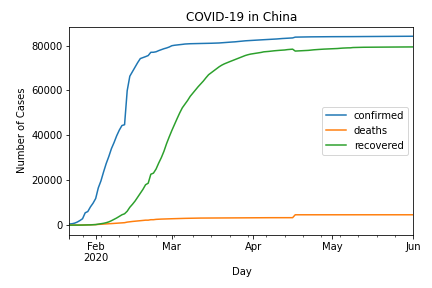 COVID-19 in China
Number of Cases
80000
60000
40000
20000
0
confirmed
deaths
recovered
Feb
2020
Mar
Apr
May
Jun
Day